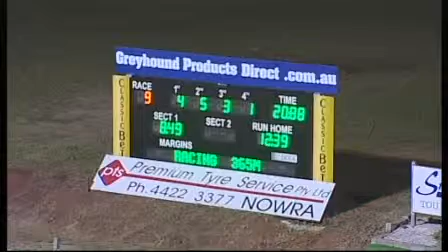 Greyhound Products Direct .com.au
RACE 1st 2nd 3rd 4th TIME
9 4 5 3 1 20.88
SECT 1 SECT 2 RUN HOME
8.49 12.39
MARGINS
RACING 365M
CLASSIC BET
CLASSIC BET
pts Premium Tyre Service Pty Ltd
Ph. 4422 3377 NOWRA
TOU